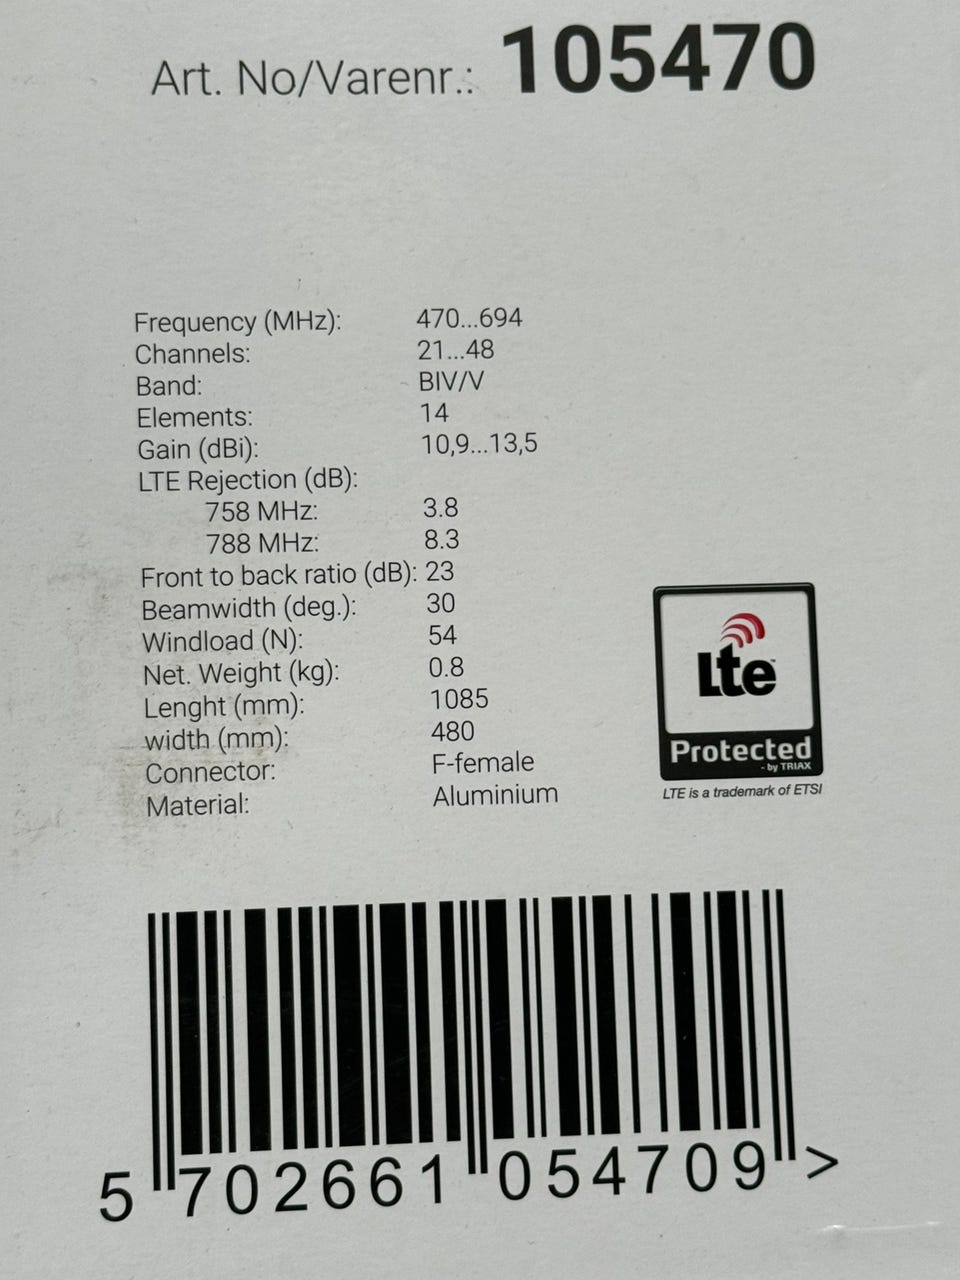 Art. No/Varenr.: 105470
Frequency (MHz): 470...694
Channels: 21...48
Band: BIV/V
Elements: 14
Gain (dBi): 10,9...13,5
LTE Rejection (dB):
758 MHz: 3.8
788 MHz: 8.3
Front to back ratio (dB): 23
Beamwidth (deg.): 30
Windload (N): 54
Net. Weight (kg): 0.8
Lenght (mm): 1085
width (mm): 480
Connector: F-female
Material: Aluminium
Lte™
Protected
- by TRIAX
LTE is a trademark of ETSI
5 702661 054709 >